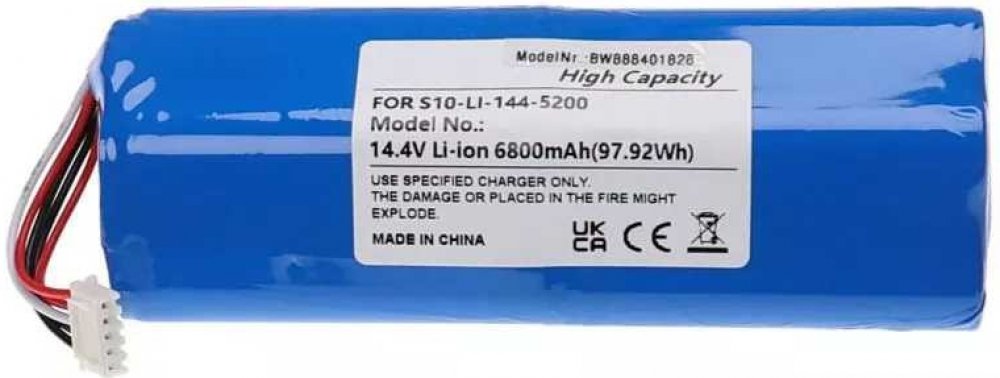 ModelNr.:BW888401828
High Capacity
FOR S10-LI-144-5200
Model No.:
14.4V Li-ion 6800mAh(97.92Wh)
USE SPECIFIED CHARGER ONLY.
THE DAMAGE OR PLACED IN THE FIRE MIGHT
EXPLODE.
MADE IN CHINA
UK
CA CE